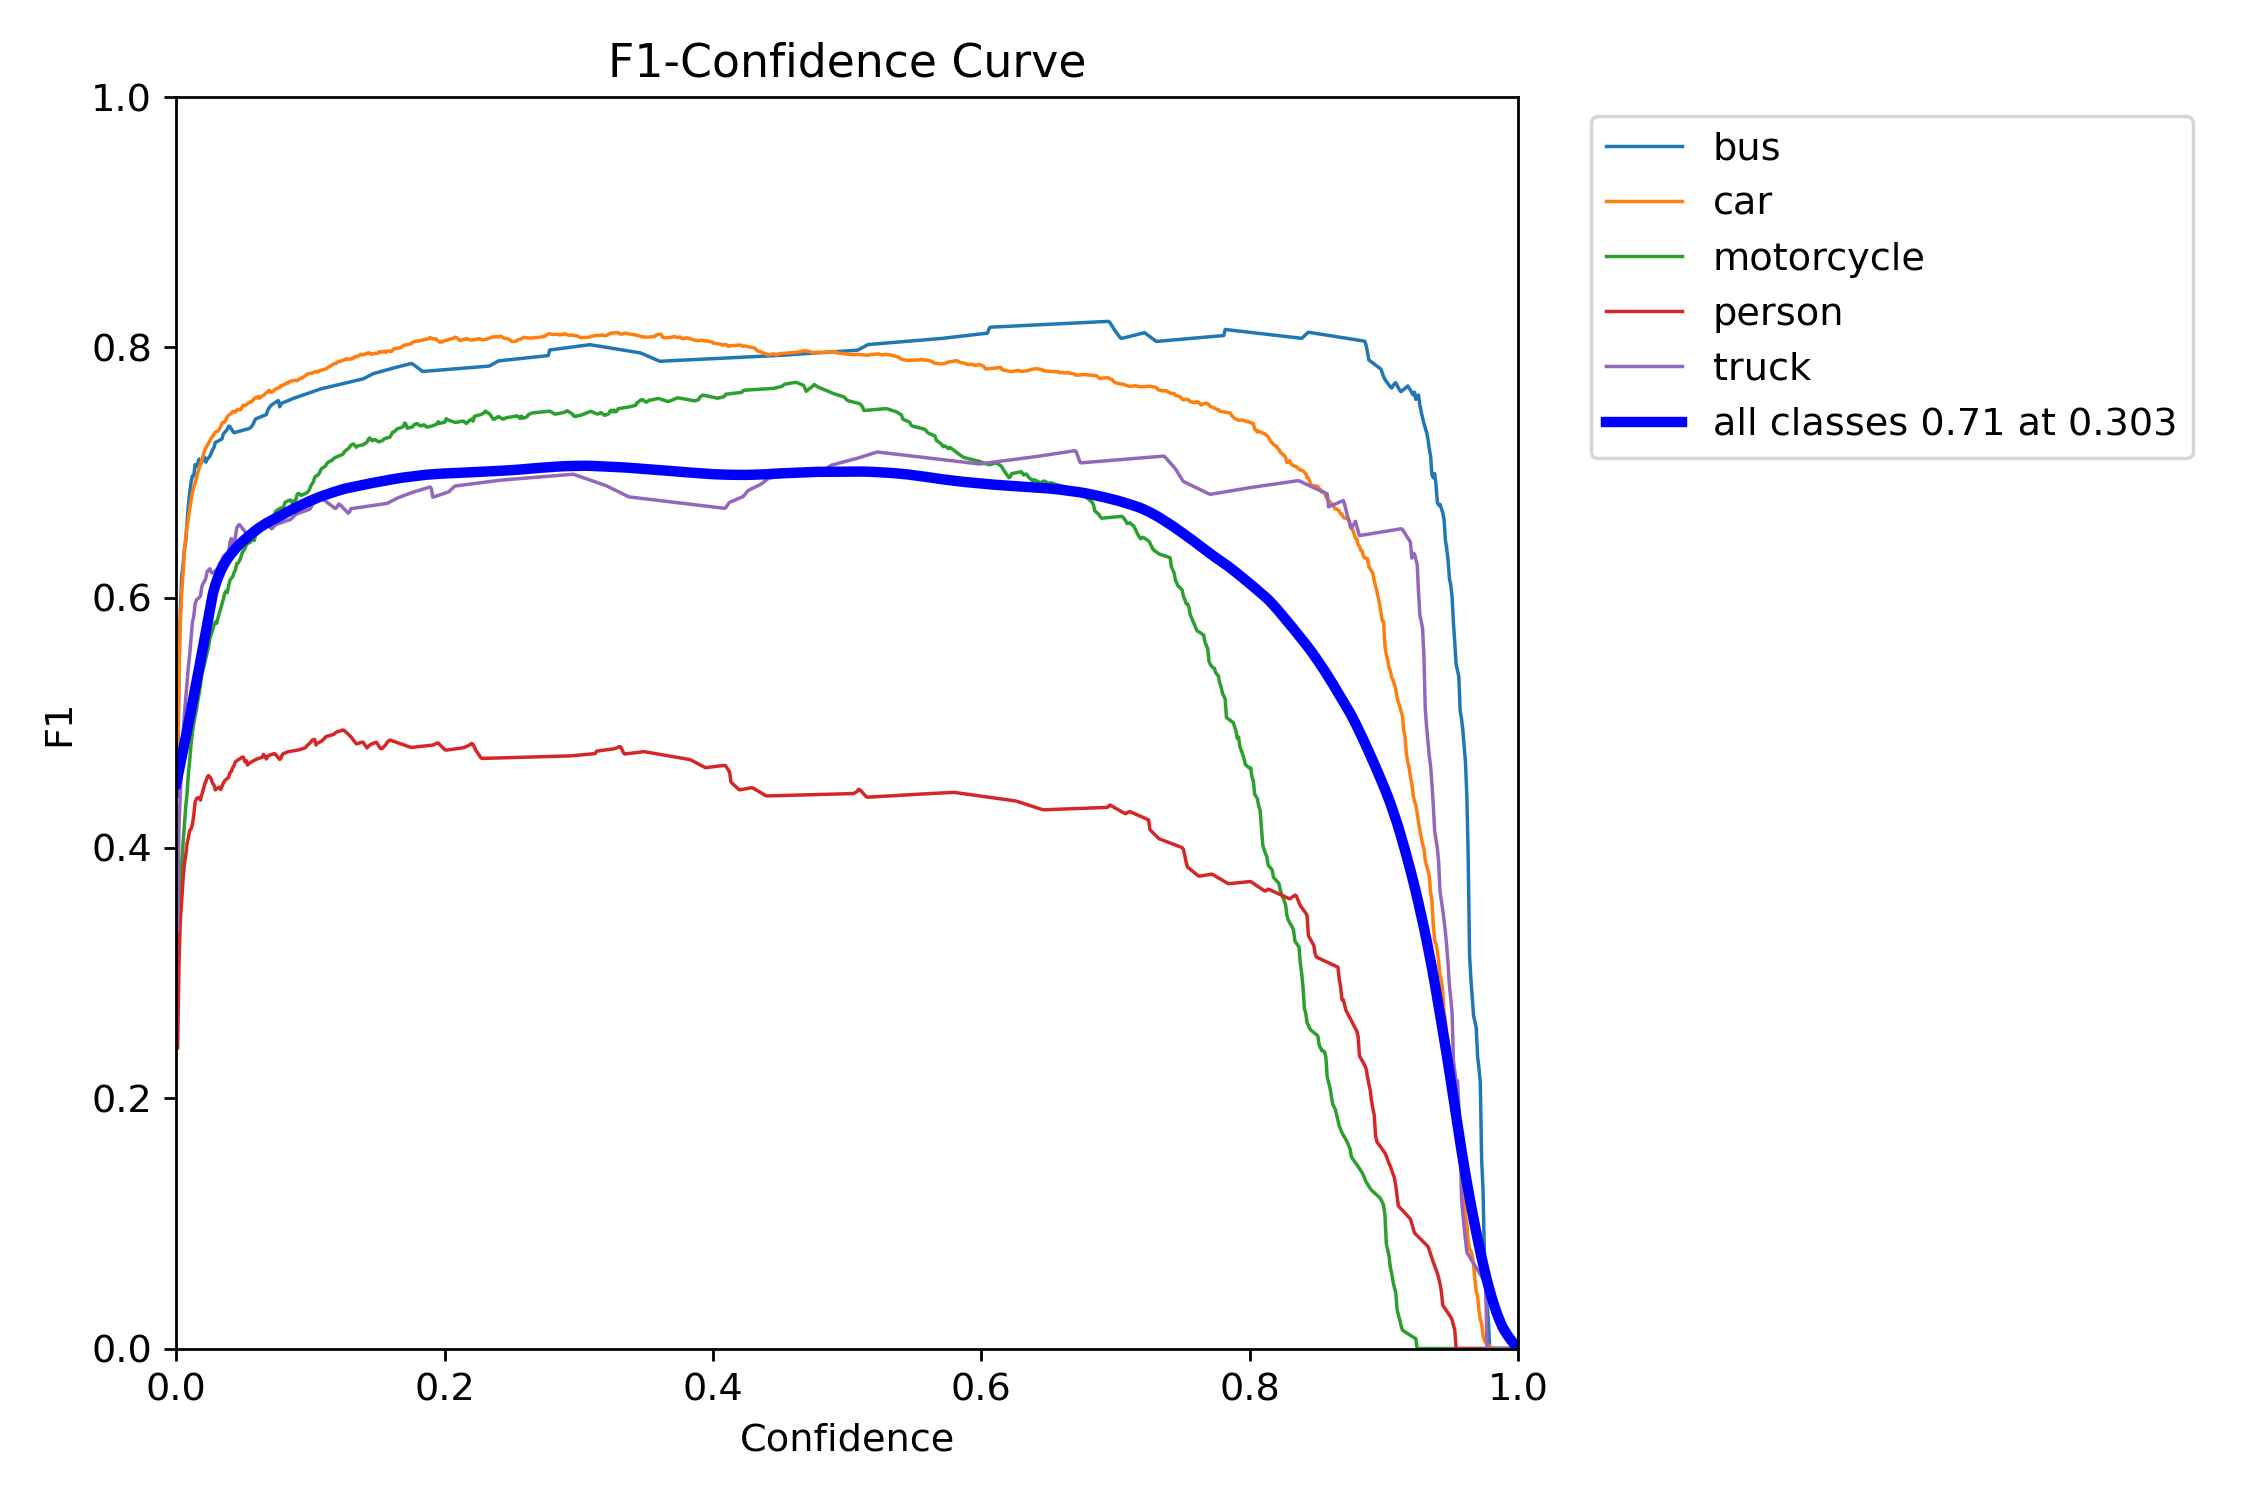 F1-Confidence Curve
1.0
0.8
0.6
0.4
0.2
0.0
F1
0.0 0.2 0.4 0.6 0.8 1.0
Confidence
bus
car
motorcycle
person
truck
all classes 0.71 at 0.303